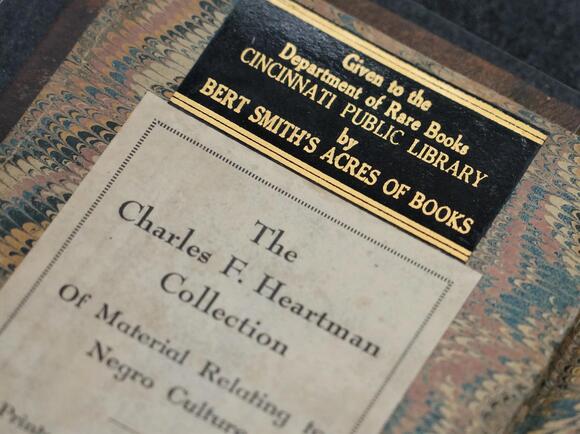 Given to the
Department of Rare Books
CINCINNATI PUBLIC LIBRARY
by
BERT SMITH'S ACRES OF BOOKS
The
Charles F. Heartman
Collection
Of Material Relating to
Negro Culture